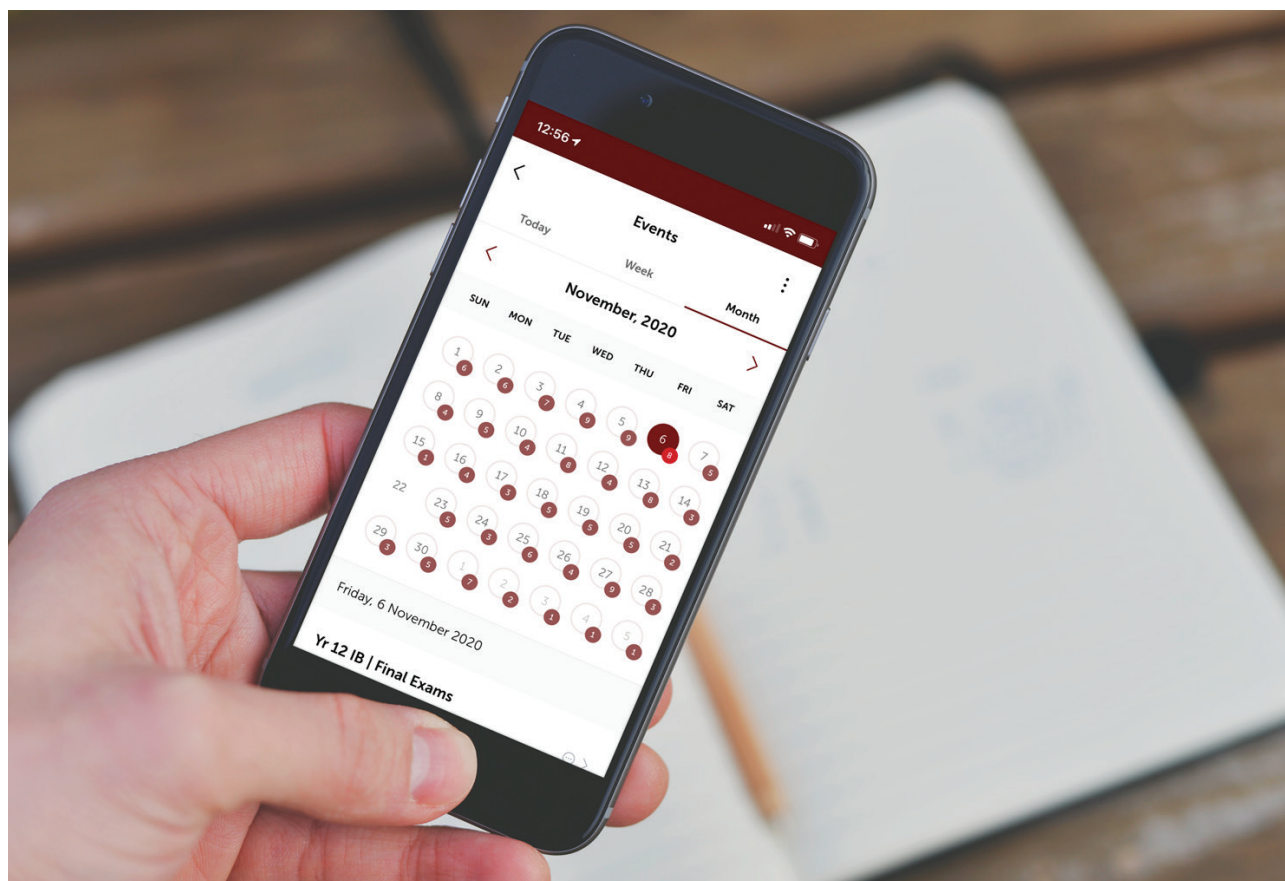 12:56
Events
Today Week Month
November, 2020
SUN MON TUE WED THU FRI SAT
1 6 2 6 3 7 4 9 5 9 6 8 7 5
8 4 9 5 10 4 11 8 12 4 13 8 14 3
15 1 16 4 17 3 18 5 19 5 20 5 21 2
22 23 5 24 3 25 6 26 4 27 9 28 3
29 3 30 5 1 7 2 2 3 1 4 1 5 1
Friday, 6 November 2020
Yr 12 IB | Final Exams